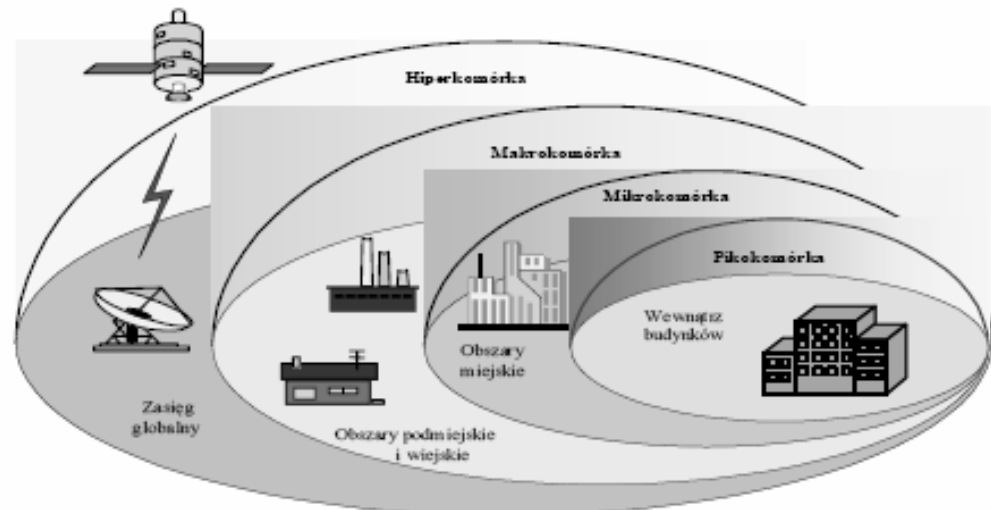 Hiperkomórka
Makrokomórka
Mikrokomórka
Pikokomórka
Wewnątrz
budynków
Obszary
miejskie
Zasięg
globalny
Obszary podmiejskie
i wiejskie